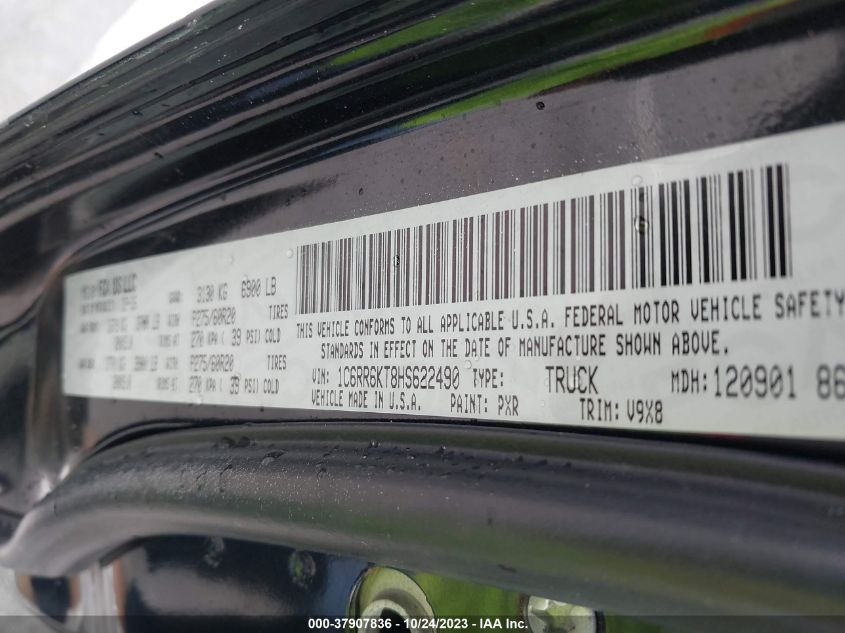 FCA US LLC
3130 KG 6900 LB
P275/60R20 TIRES
270 KPA ( 39 PSI) COLD
P275/60R20 TIRES
270 KPA ( 39 PSI) COLD
THIS VEHICLE CONFORMS TO ALL APPLICABLE U.S.A. FEDERAL MOTOR VEHICLE SAFETY
STANDARDS IN EFFECT ON THE DATE OF MANUFACTURE SHOWN ABOVE.
VIN: 1C6RR6KT8HS622490 TYPE: TRUCK MDH: 120901 86
VEHICLE MADE IN U.S.A. PAINT: PXR TRIM: V9X8
000-37907836 • 10/24/2023 • IAA Inc.